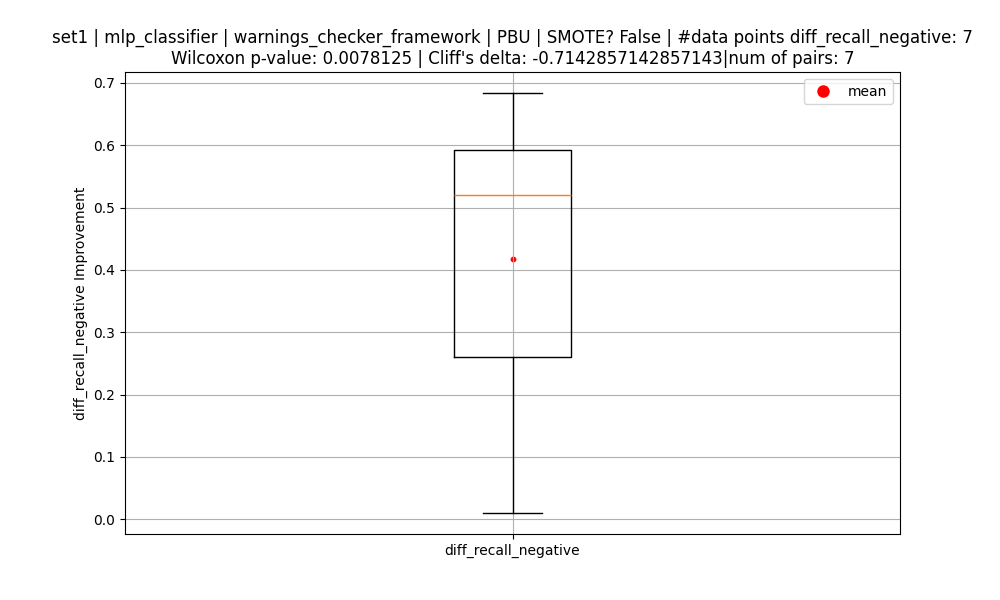 set1 | mlp_classifier | warnings_checker_framework | PBU | SMOTE? False | #data points diff_recall_negative: 7
Wilcoxon p-value: 0.0078125 | Cliff's delta: -0.7142857142857143|num of pairs: 7
mean
0.7
0.6
0.5
0.4
0.3
0.2
0.1
0.0
diff_recall_negative Improvement
diff_recall_negative